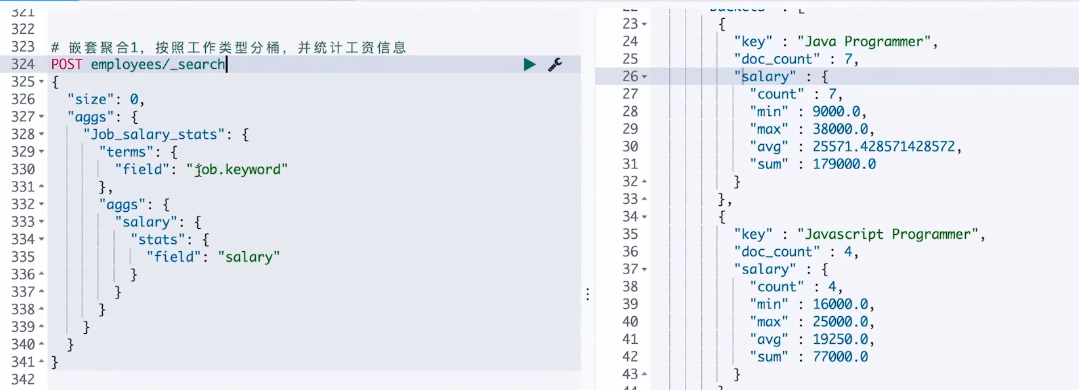 321
322
323 # 嵌套聚合1，按照工作类型分桶，并统计工资信息
324 POST employees/_search
325 {
326 "size": 0,
327 "aggs": {
328 "Job_salary_stats": {
329 "terms": {
330 "field": "job.keyword"
331 },
332 "aggs": {
333 "salary": {
334 "stats": {
335 "field": "salary"
336 }
337 }
338 }
339 }
340 }
341 }
342
22 "buckets" : [
23 {
24 "key" : "Java Programmer",
25 "doc_count" : 7,
26 "salary" : {
27 "count" : 7,
28 "min" : 9000.0,
29 "max" : 38000.0,
30 "avg" : 25571.428571428572,
31 "sum" : 179000.0
32 }
33 },
34 {
35 "key" : "Javascript Programmer",
36 "doc_count" : 4,
37 "salary" : {
38 "count" : 4,
39 "min" : 16000.0,
40 "max" : 25000.0,
41 "avg" : 19250.0,
42 "sum" : 77000.0
43 }
44 }